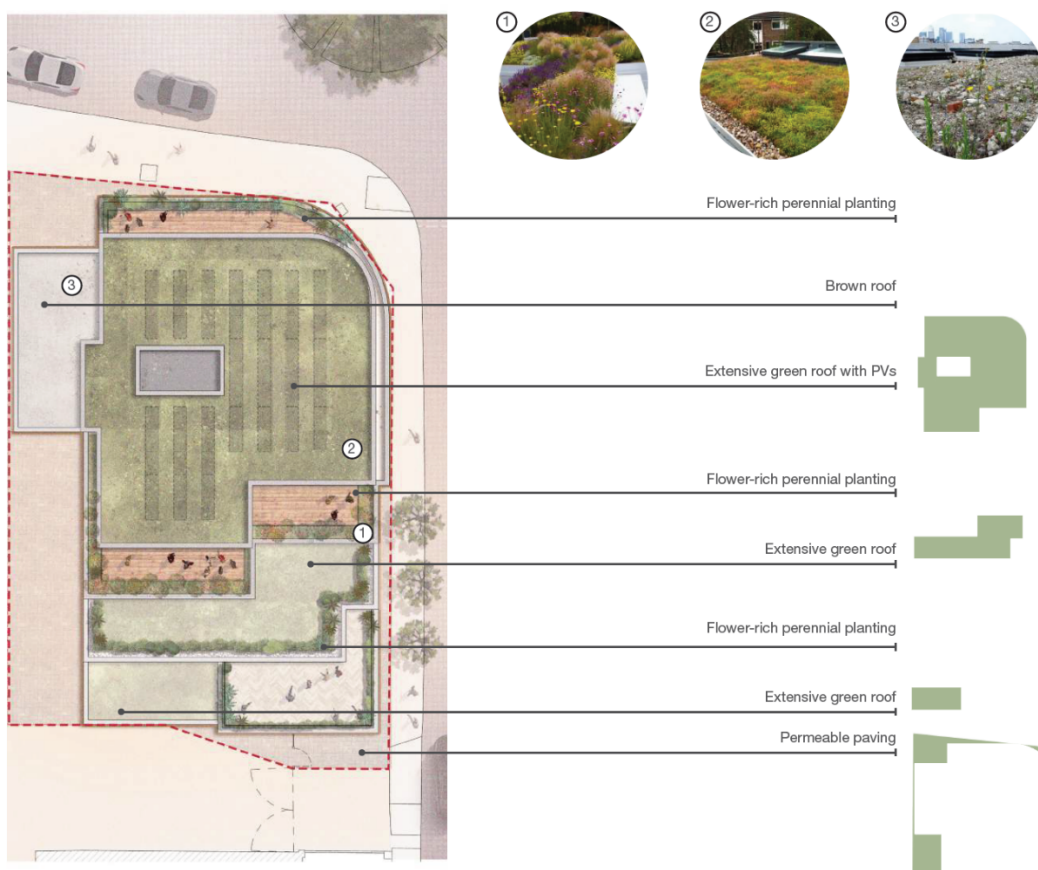 1
2
3
Flower-rich perennial planting
3
Brown roof
Extensive green roof with PVs
2
Flower-rich perennial planting
1
Extensive green roof
Flower-rich perennial planting
Extensive green roof
Permeable paving